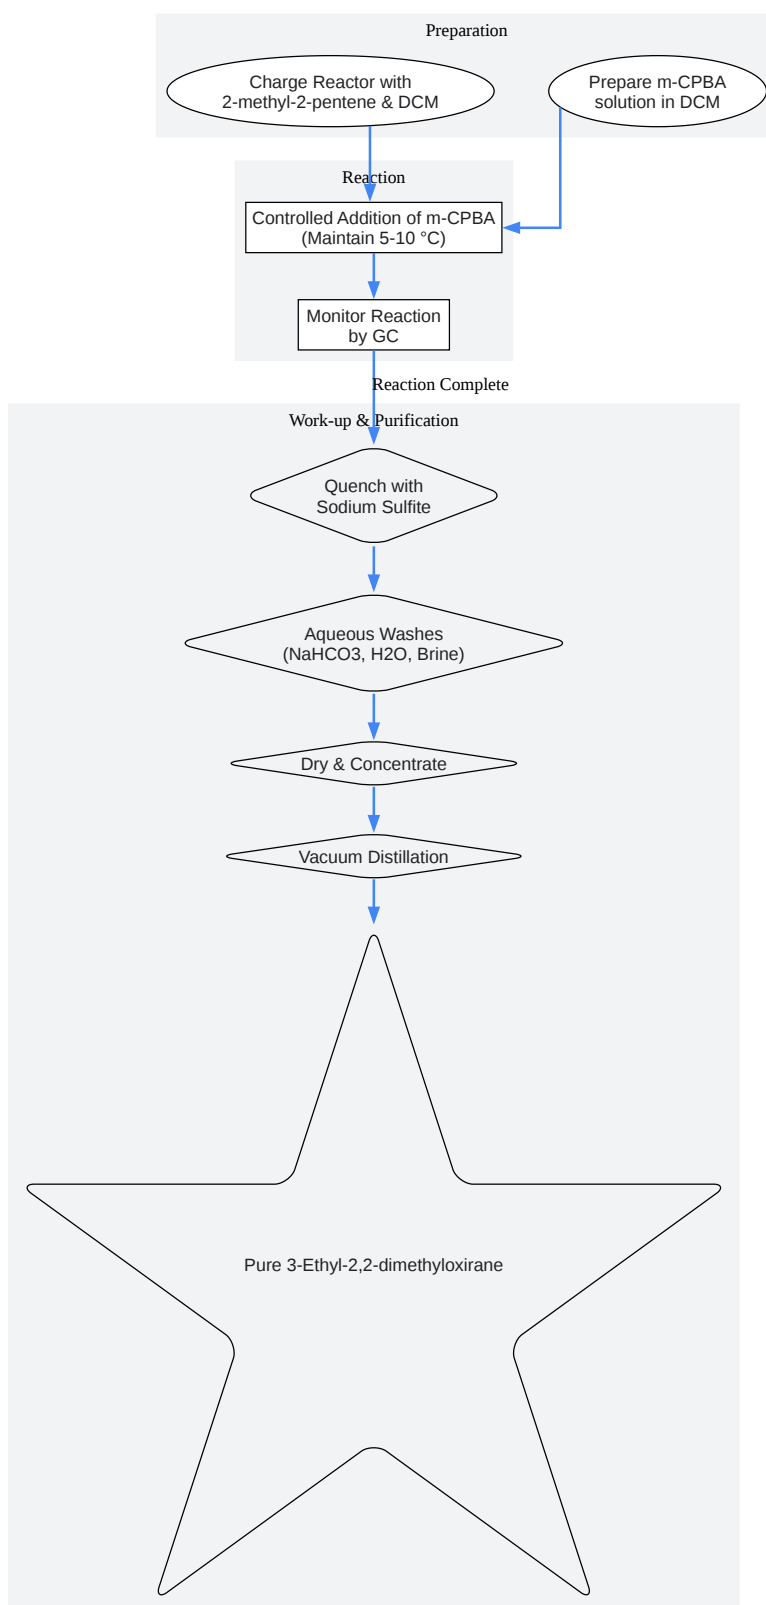 Preparation
Charge Reactor with
2-methyl-2-pentene & DCM
Prepare m-CPBA
solution in DCM
Reaction
Controlled Addition of m-CPBA
(Maintain 5-10 °C)
Monitor Reaction
by GC
Reaction Complete
Work-up & Purification
Quench with
Sodium Sulfite
Aqueous Washes
(NaHCO3, H2O, Brine)
Dry & Concentrate
Vacuum Distillation
Pure 3-Ethyl-2,2-dimethyloxirane